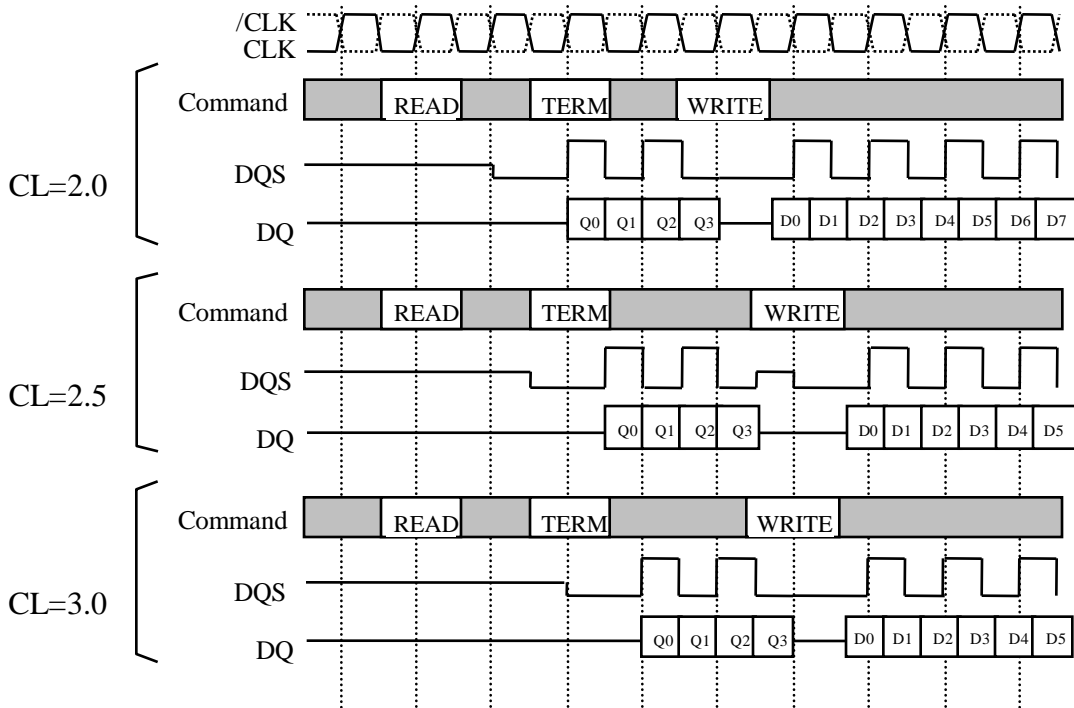 /CLK
CLK
Command READ TERM WRITE
CL=2.0
DQS
DQ Q0 Q1 Q2 Q3 D0 D1 D2 D3 D4 D5 D6 D7
Command READ TERM WRITE
DQS
CL=2.5
DQ Q0 Q1 Q2 Q3 D0 D1 D2 D3 D4 D5
Command READ TERM WRITE
DQS
CL=3.0
DQ Q0 Q1 Q2 Q3 D0 D1 D2 D3 D4 D5